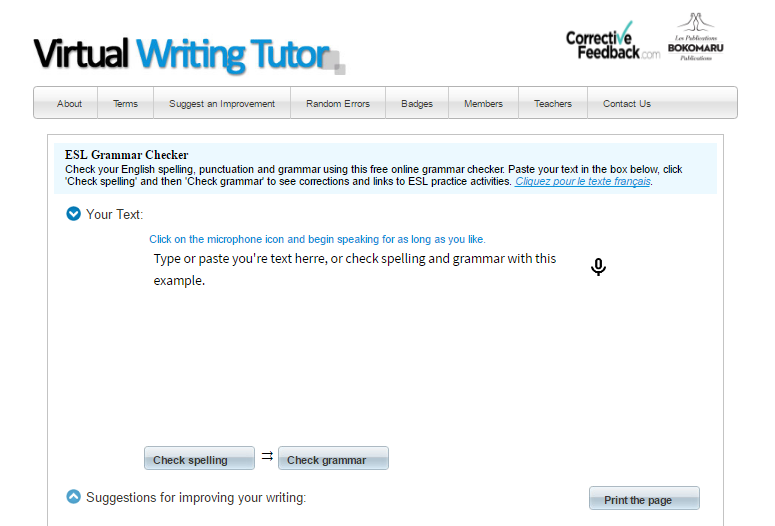 Virtual Writing Tutor
Corrective
Feedback.com
Les Publications
BOKOMARU
Publications
About Terms Suggest an Improvement Random Errors Badges Members Teachers Contact Us
ESL Grammar Checker
Check your English spelling, punctuation and grammar using this free online grammar checker. Paste your text in the box below, click
'Check spelling' and then 'Check grammar' to see corrections and links to ESL practice activities. Cliquez pour le texte français.
Your Text:
Click on the microphone icon and begin speaking for as long as you like.
Type or paste you're text herre, or check spelling and grammar with this
example.
Check spelling ⇉ Check grammar
Suggestions for improving your writing:
Print the page